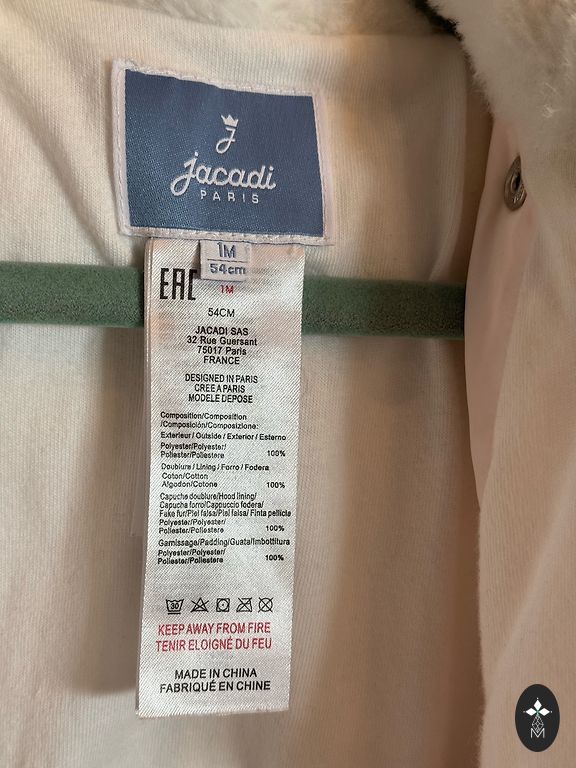 J
jacadi
PARIS
1M
54cm
EAC
1M
54CM
JACADI SAS
32 Rue Guersant
75017 Paris
FRANCE
DESIGNED IN PARIS
CREE A PARIS
MODELE DEPOSE
Composition/Composition
/Composición/Composizione:
Exterieur / Outside / Exterior / Esterno
Polyester/Polyester/
Poliester/Poliestere 100%
Doublure / Lining / Forro / Fodera
Coton/Cotton
Algodon/Cotone 100%
Capuche doublure/Hood lining/
Capucha forro/Cappuccio fodera/
Fake fur/Piel falsa/Piel falsa/ Finta pelliccia
Polyester/Polyester/
Poliester/Poliestere 100%
Garnissage/Padding/Guata/Imbottitura
Polyester/Polyester/
Poliester/Poliestere 100%
30
KEEP AWAY FROM FIRE
TENIR ELOIGNÉ DU FEU
MADE IN CHINA
FABRIQUÉ EN CHINE
M